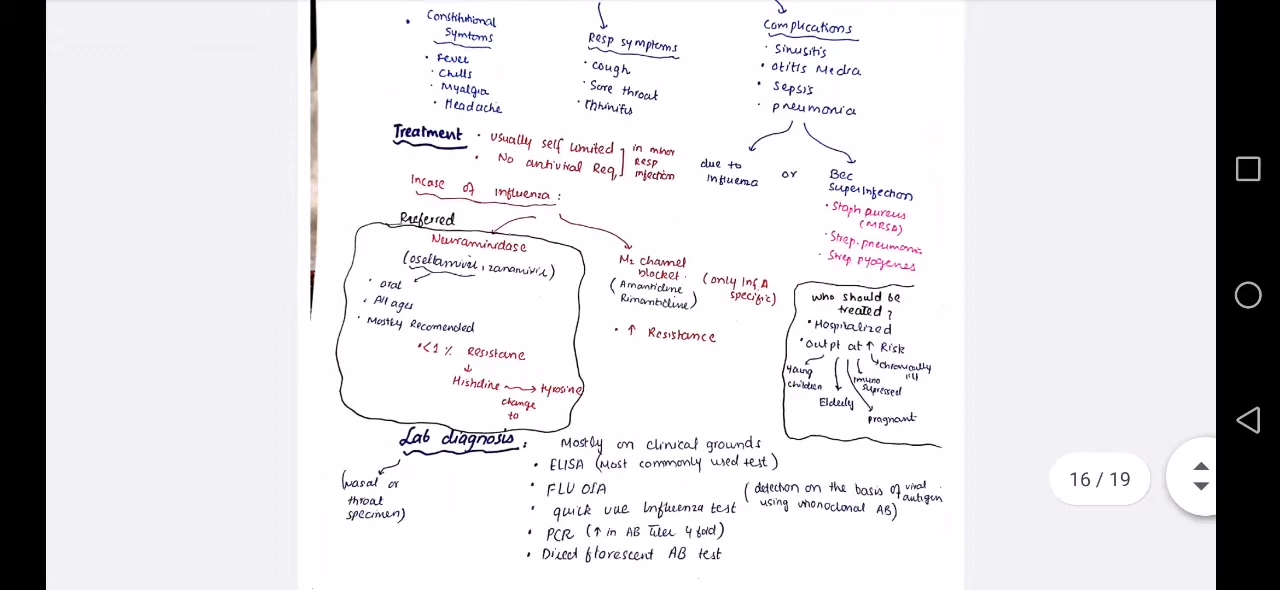 • Constitutional
Symtoms
• Fever
• Chills
• Myalgia
• Headache
Resp symptoms
• cough
• Sore throat
• rhinitis
Complications
• Sinusitis
• Otitis Media
• Sepsis
• pneumonia
due to
Influenza
or
Bac
Superinfection
• Staph aureus
(MRSA)
• Strep. pneumonia
• Strep pyogenes
Treatment • usually self limited
• No antiviral Req,
in minor
Resp
infection
Incase of influenza :
Preferred
Neuraminidase
(oseltamivir, zanamivir)
• oral
• All ages
• Mostly Recomended
• <1 % Resistane
↓
Histidine → tyrosine
change
to
M2 channel
blocker.
(Amantidine
Rimantidine)
(only Inf A
specific)
• ↑ Resistance
who should be
treated?
• Hospitalized
• Outpt at ↑ Risk
Young
children
Elderly
Pregnant
imuno
supressed
chronically
ill
Lab diagnosis :
(Nasal or
throat
specimen)
Mostly on clinical grounds
• ELISA (Most commonly used test)
• FLU OIA
• quick vue Influenza test
(detection on the basis of viral antigen
using monoclonal AB)
• PCR (↑ in AB titer 4 fold)
• Direct florescent AB test
16 / 19